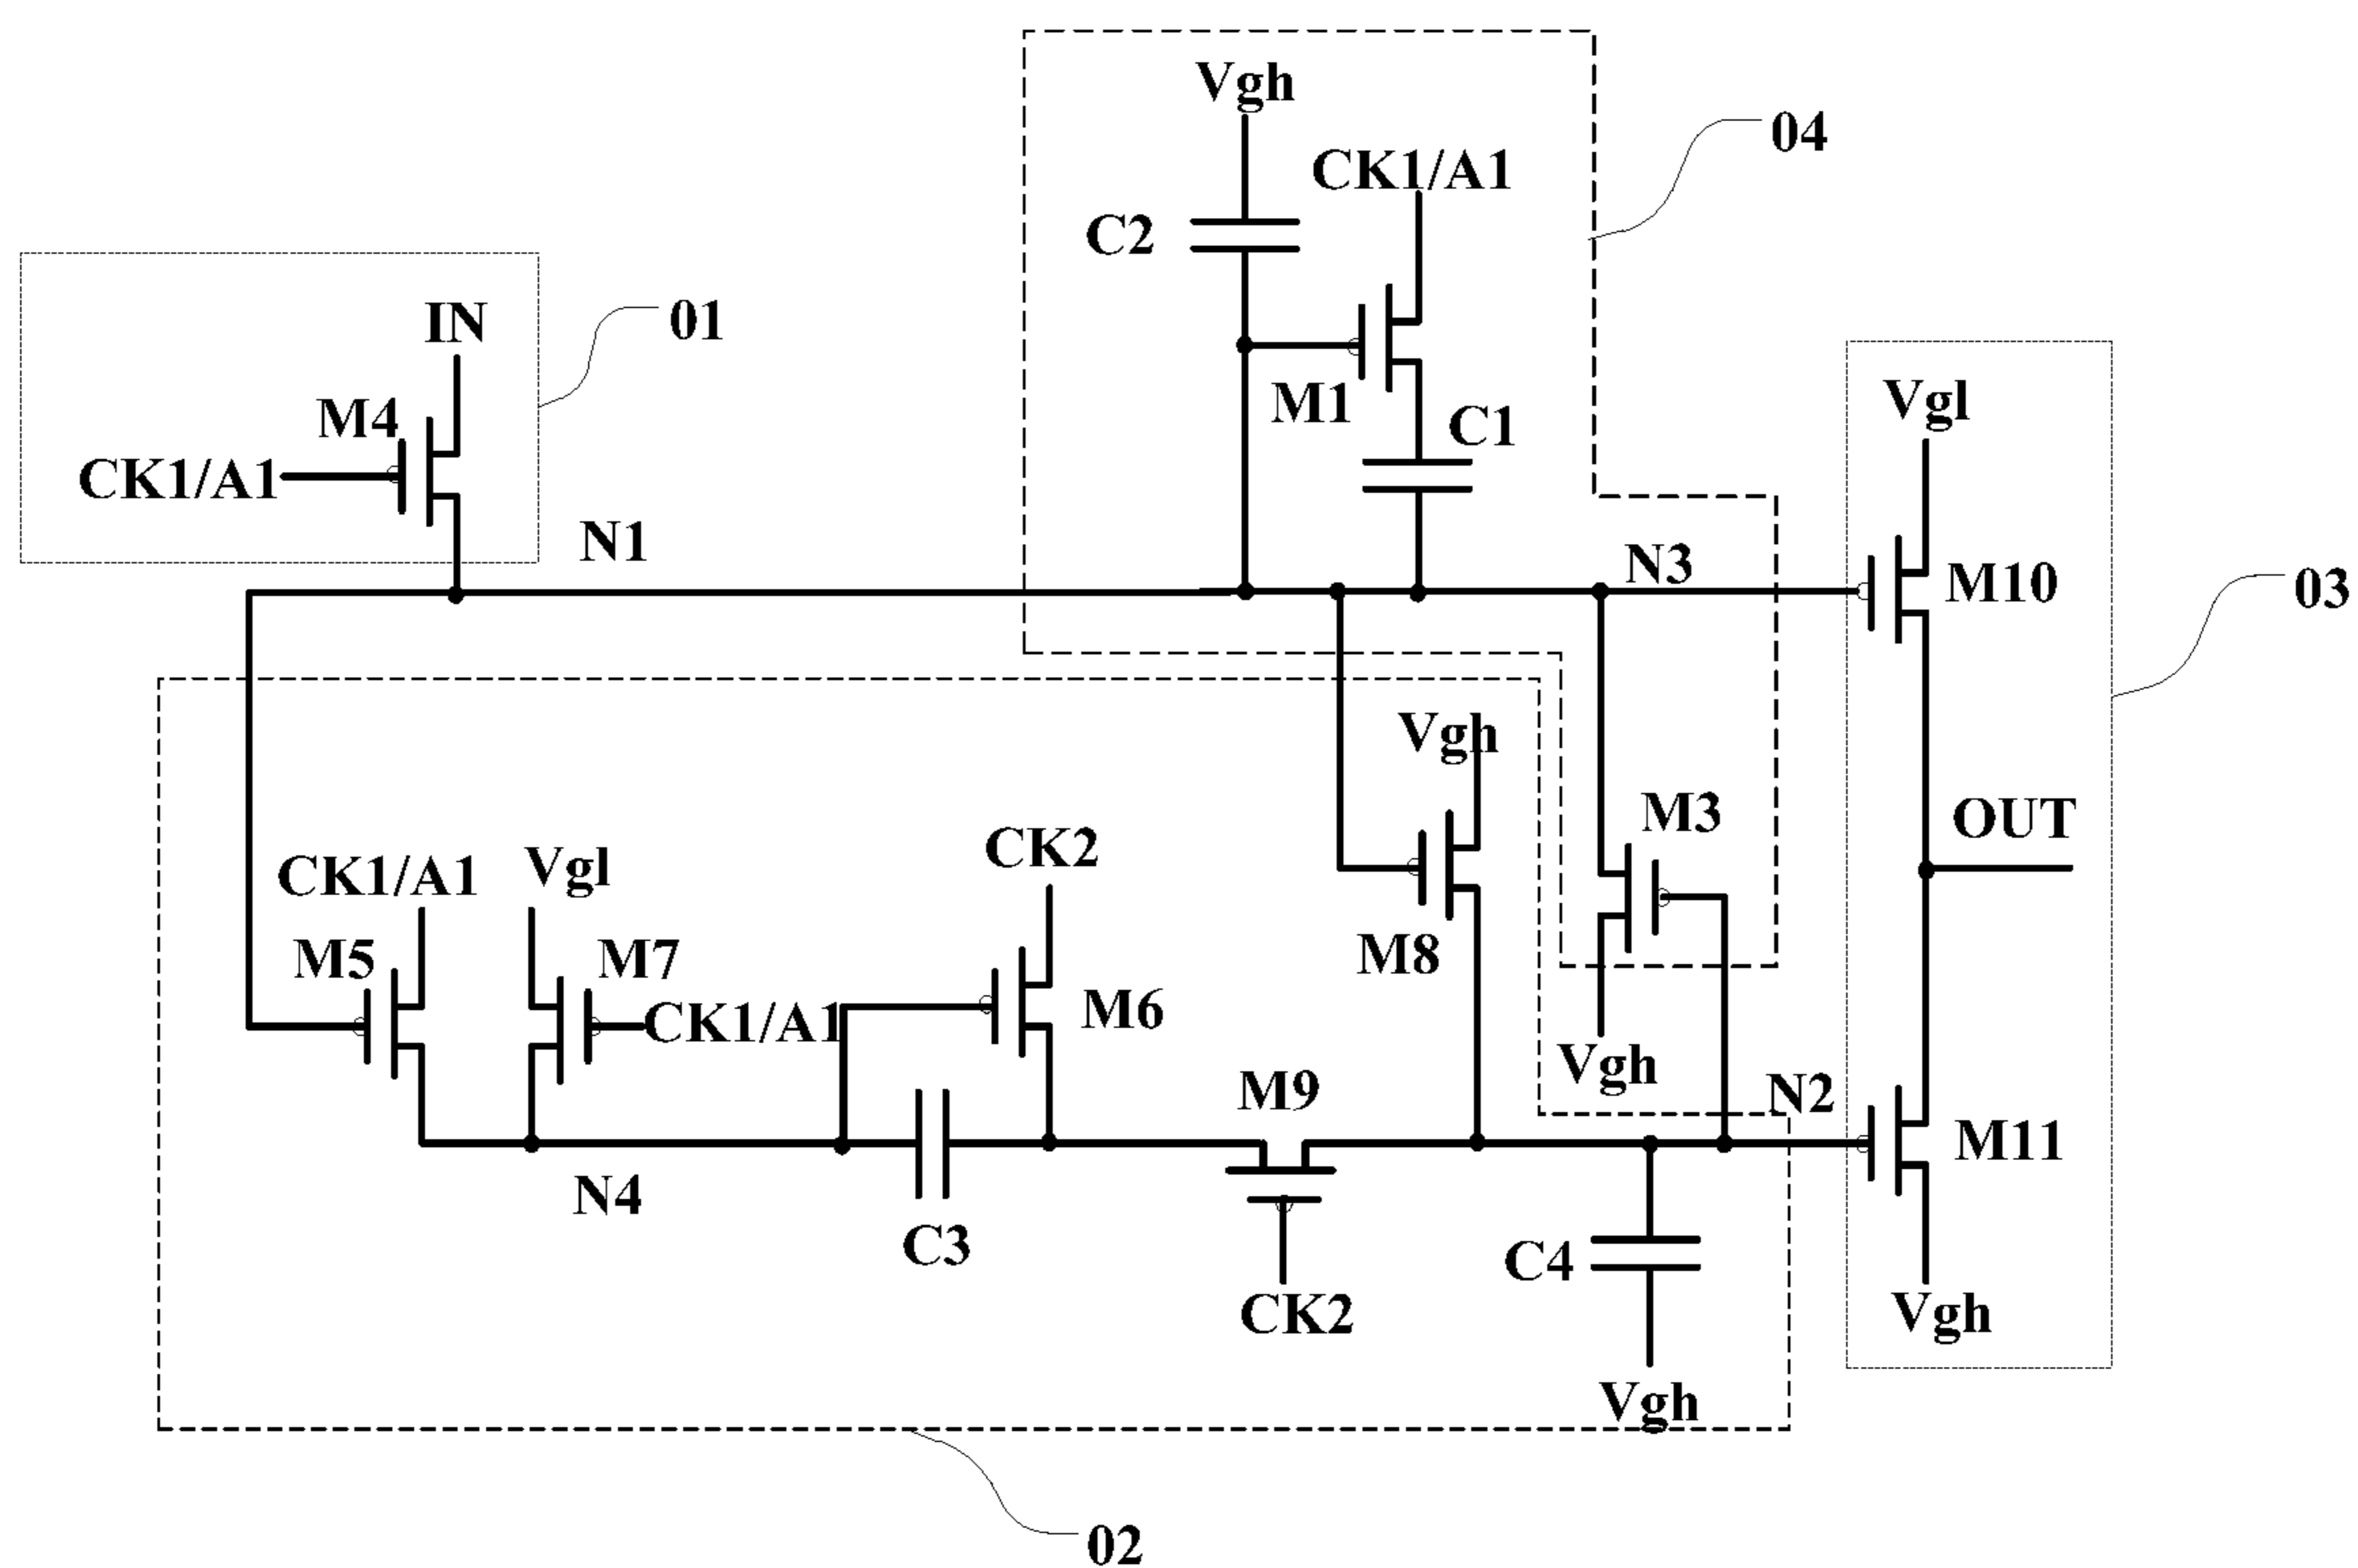 Vgh
04
CK1/A1
C2
IN
01
M1
Vgl
M4
C1
CK1/A1
N1
N3
M10
03
Vgh
M3
OUT
CK2
CK1/A1
Vgl
M5
M7
M8
CK1/A1
M6
Vgh
M9
N2
M11
N4
C3
C4
CK2
Vgh
Vgh
02